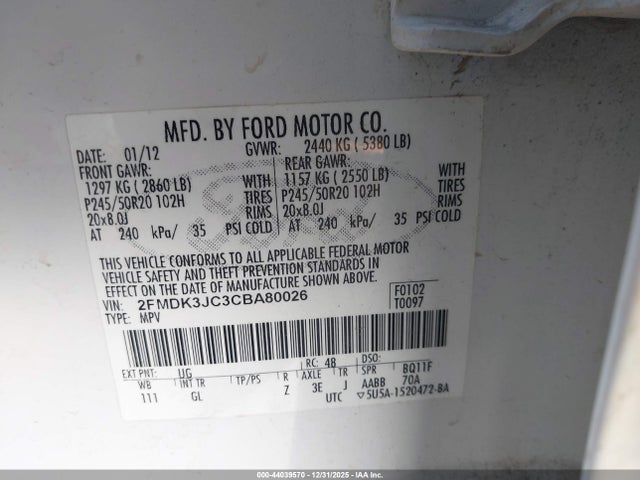 MFD. BY FORD MOTOR CO.
DATE: 01/12 GVWR: 2440 KG ( 5380 LB)
FRONT GAWR: REAR GAWR:
1297 KG ( 2860 LB) WITH 1157 KG ( 2550 LB) WITH
P245/50R20 102H TIRES P245/50R20 102H TIRES
20x8.0J RIMS 20x8.0J RIMS
AT 240 kPa/ 35 PSI COLD AT 240 kPa/ 35 PSI COLD
THIS VEHICLE CONFORMS TO ALL APPLICABLE FEDERAL MOTOR
VEHICLE SAFETY AND THEFT PREVENTION STANDARDS IN
EFFECT ON THE DATE OF MANUFACTURE SHOWN ABOVE.
VIN: 2FMDK3JC3CBA80026 F0102
TYPE: MPV T0097
EXT PNT: UG RC: 48 DSO:
WB INT TR TP/PS R AXLE TR SPR BQ11F
111 GL Z 3E J AABB 70A
UTC ▽5U5A-1520472-BA
000-44039570 - 12/31/2025 - IAAI.COM